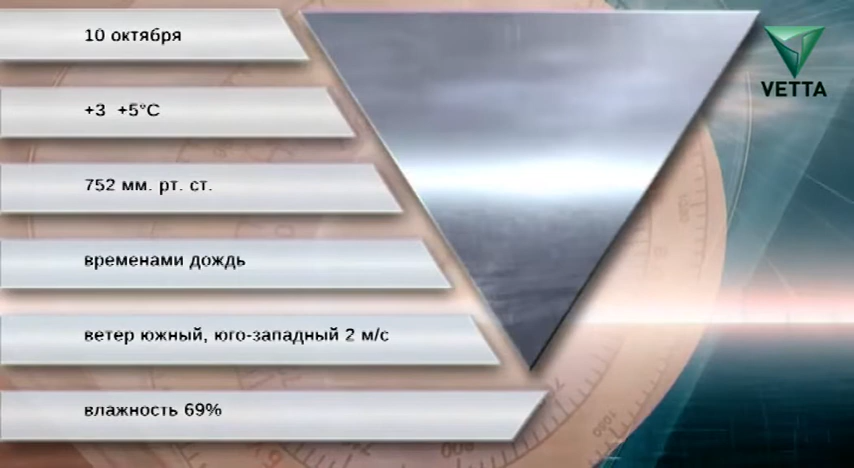 10 октября
VETTA
+3 +5°C
752 мм. рт. ст.
временами дождь
ветер южный, юго-западный 2 м/с
влажность 69%